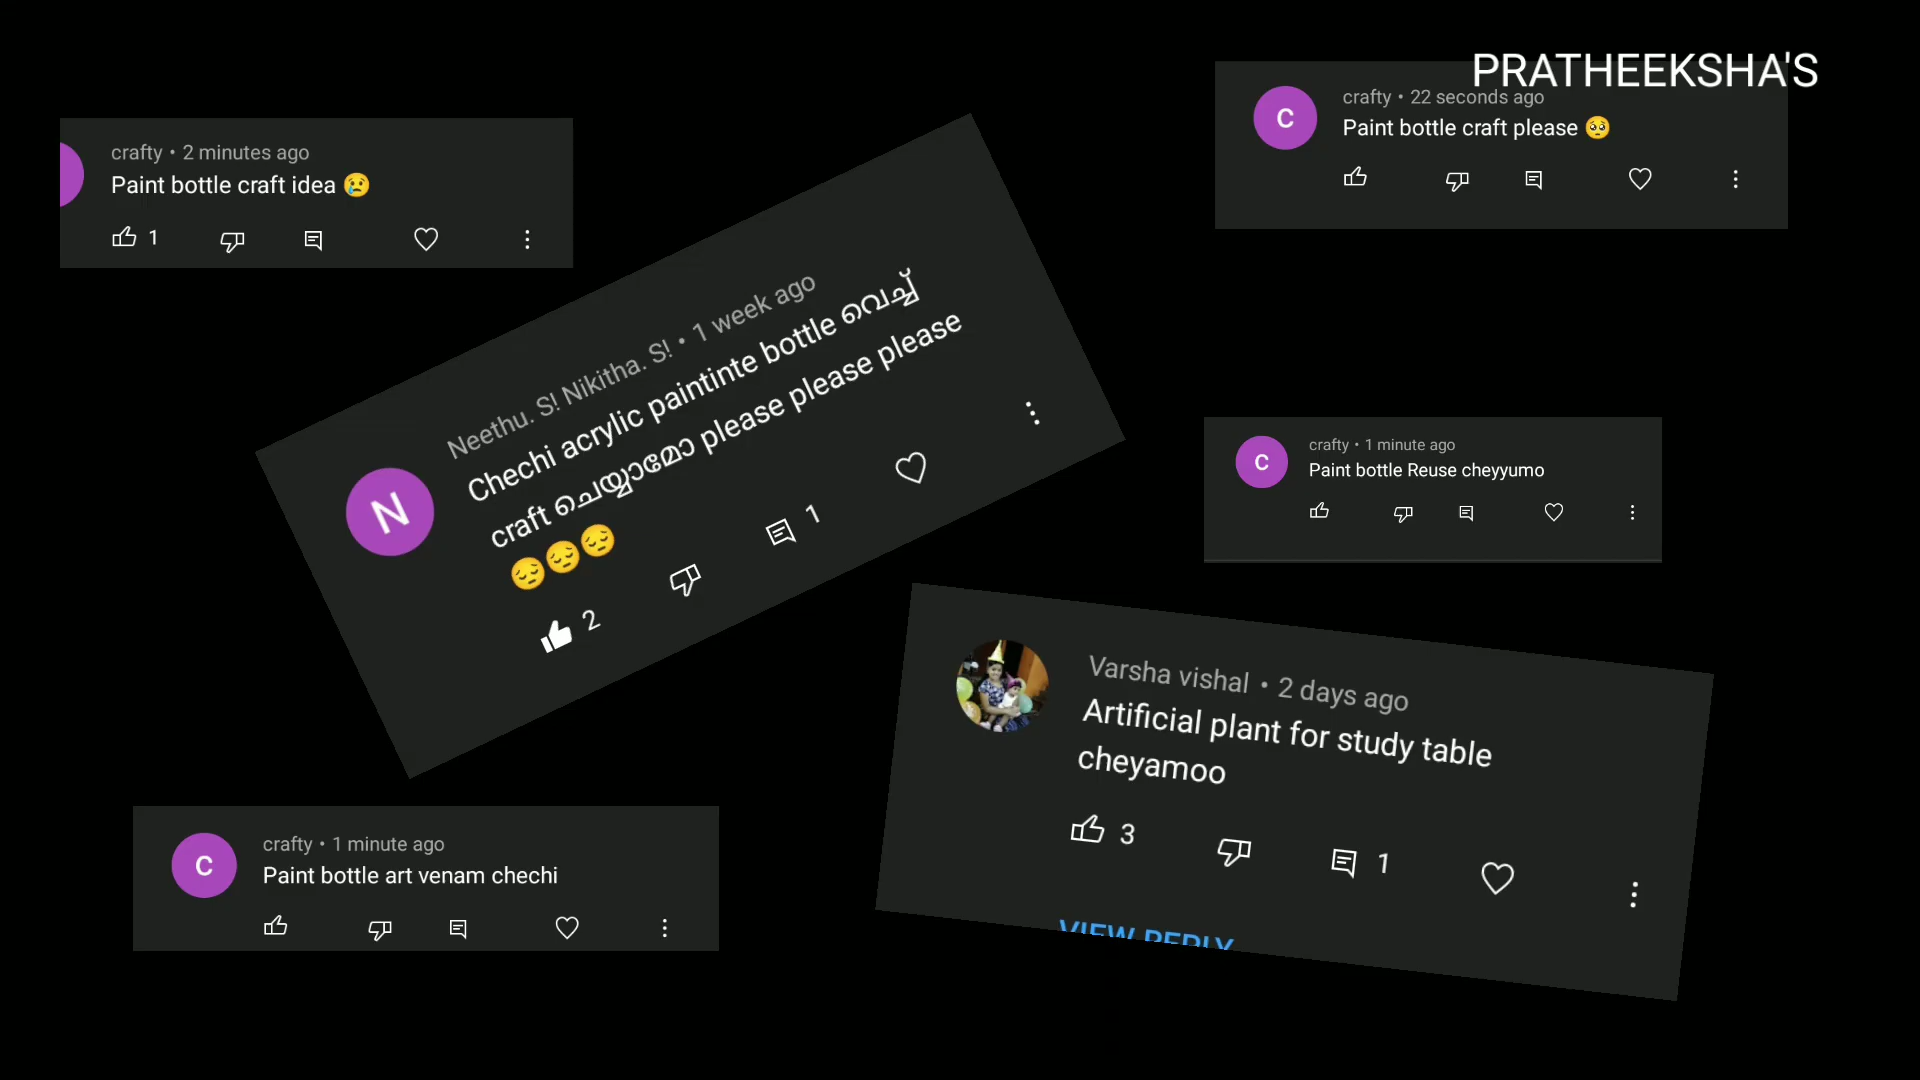 PRATHEEKSHA'S
crafty • 22 seconds ago
Paint bottle craft please 🥺
crafty • 2 minutes ago
Paint bottle craft idea 😢
1
Neethu. S! Nikitha. S! • 1 week ago
Chechi acrylic paintinte bottle വെച്ച്
craft ചെയ്യാമോ please please please
😔😔😔
N
2
1
C
crafty • 1 minute ago
Paint bottle Reuse cheyyumo
C
Varsha vishal • 2 days ago
Artificial plant for study table
cheyamoo
3
1
VIEW REPLY
crafty • 1 minute ago
Paint bottle art venam chechi
C